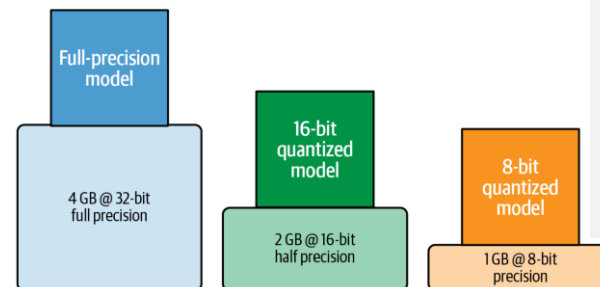 Full-precision
model
4 GB @ 32-bit
full precision
16-bit
quantized
model
2 GB @ 16-bit
half precision
8-bit
quantized
model
1 GB @ 8-bit
precision